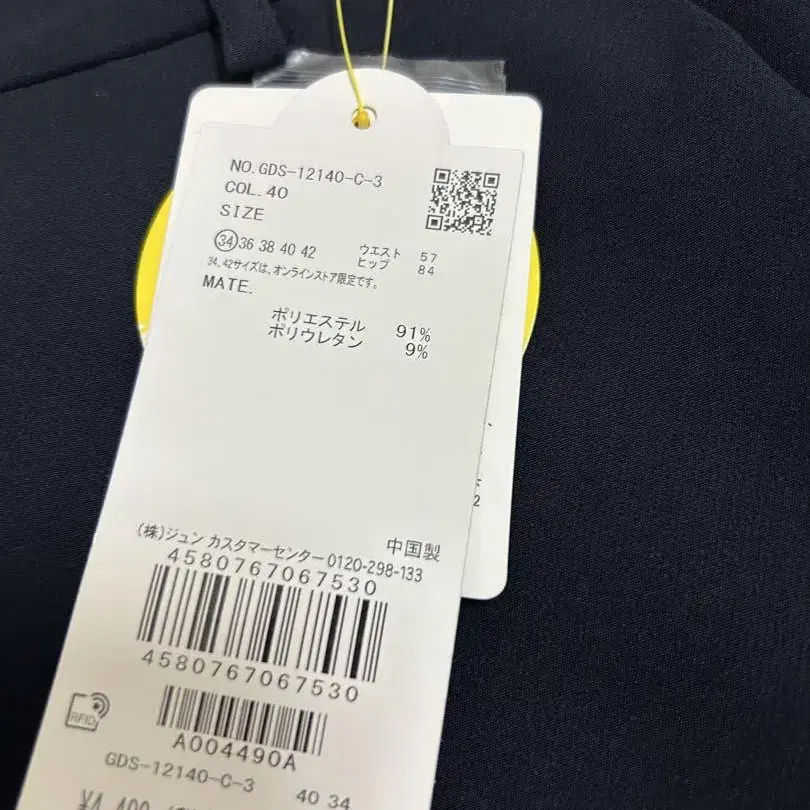 NO.GDS-12140-C-3
COL.40
SIZE
34 36 38 40 42
ウエスト 57
ヒップ 84
34、42サイズは、オンラインストア限定です。
MATE.
ポリエステル 91%
ポリウレタン 9%
中国製
(株)ジュン カスタマーセンター 0120-298-133
4580767067530
4580767067530
RFID
A004490A
GDS-12140-C-3 40 34
2